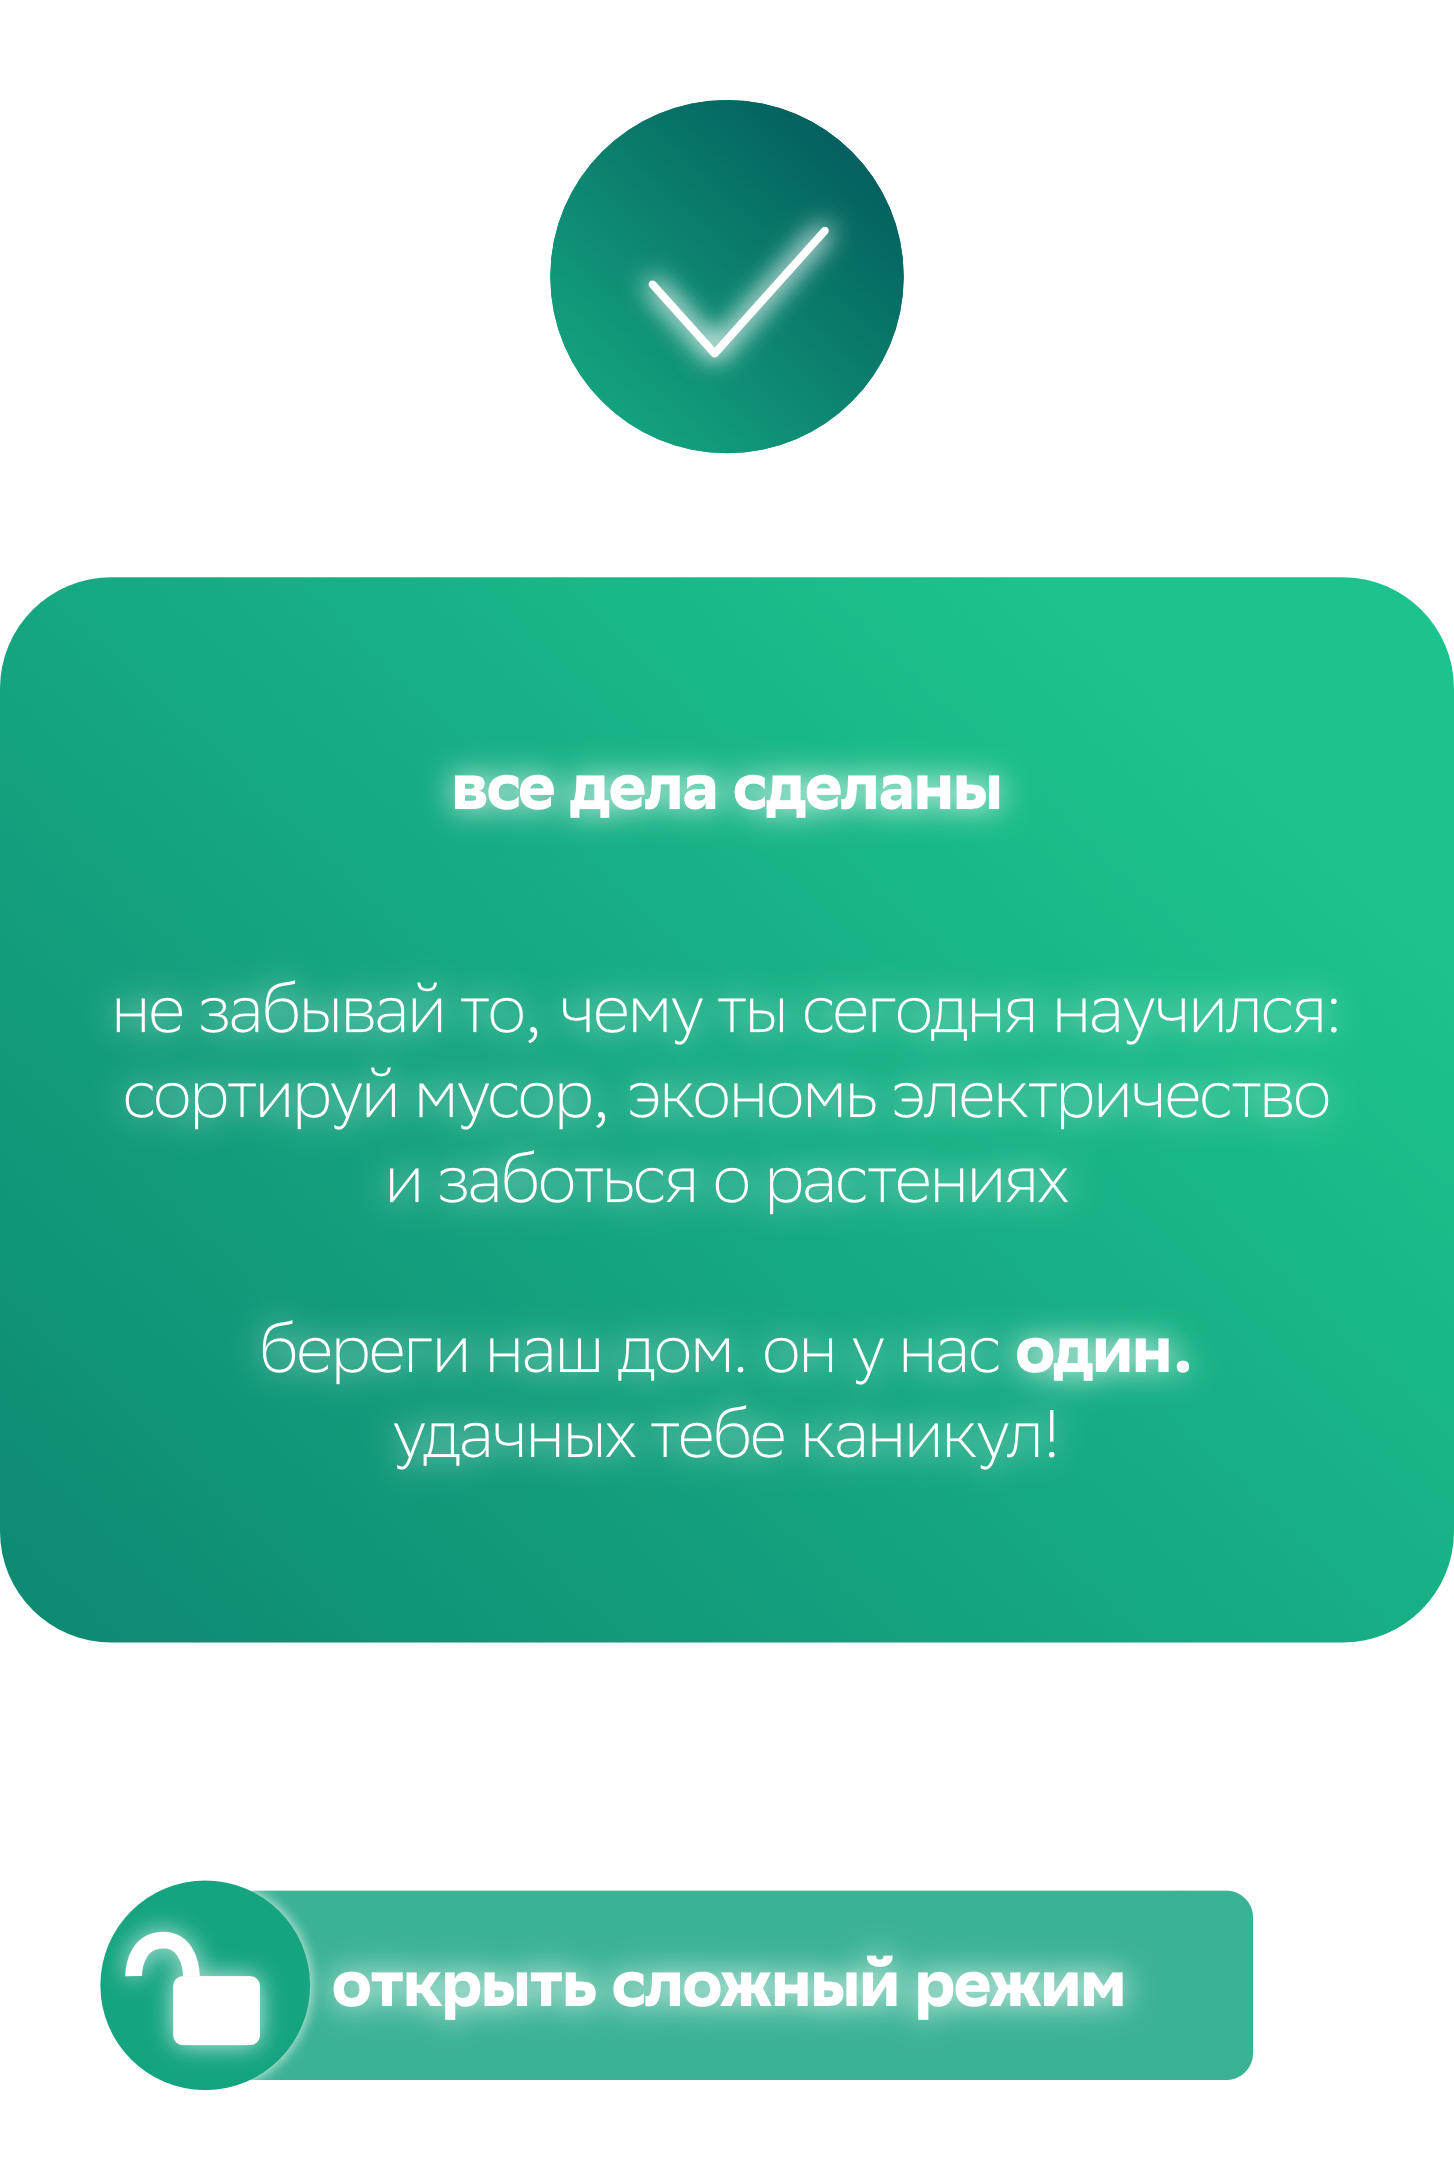 все дела сделаны
не забывай то, чему ты сегодня научился:
сортируй мусор, экономь электричество
и заботься о растениях
береги наш дом. он у нас один.
удачных тебе каникул!
открыть сложный режим